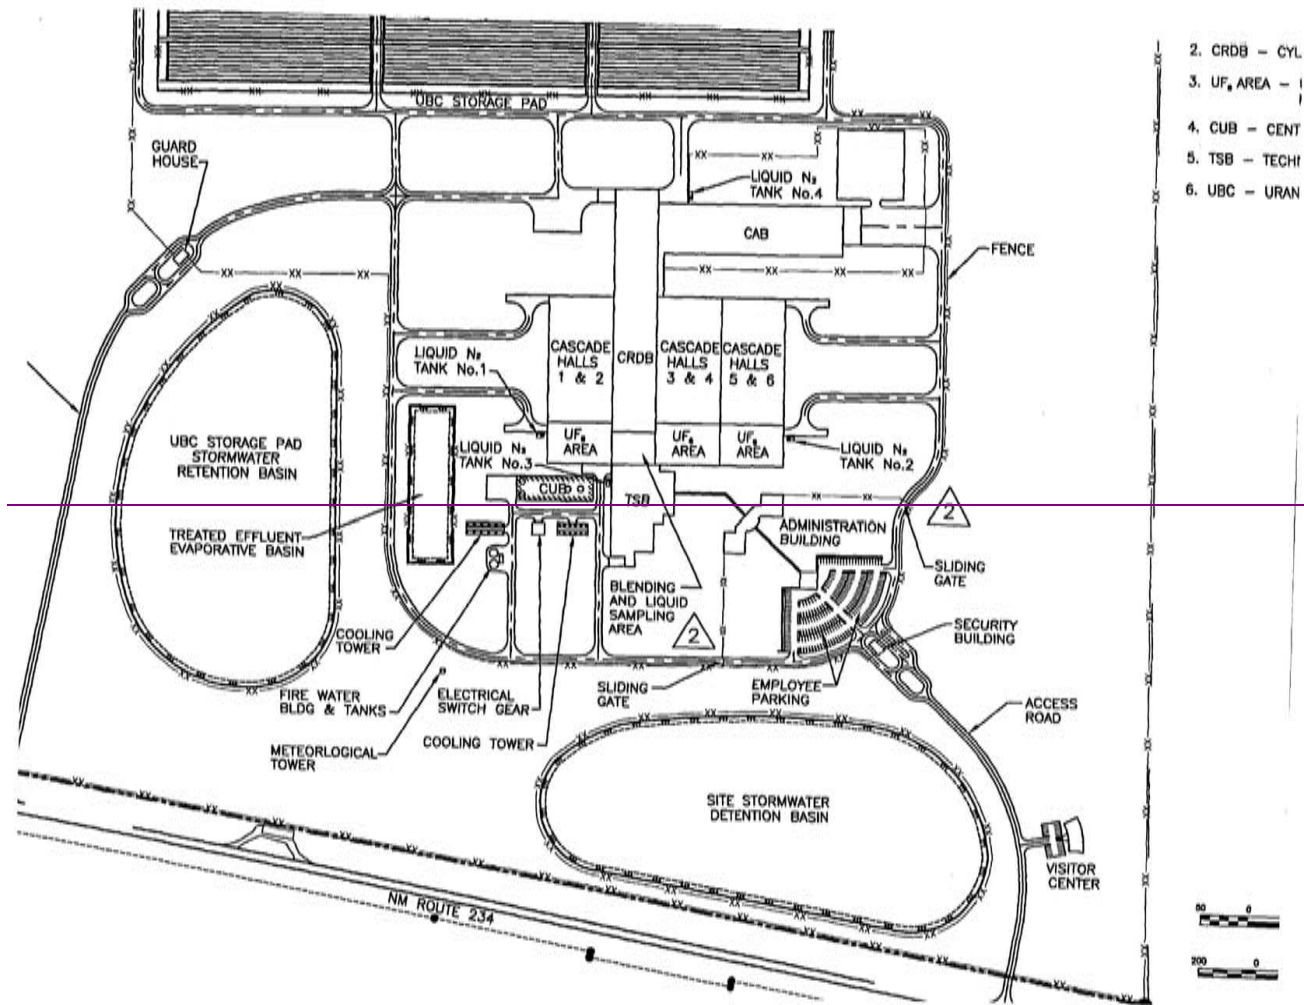 2. CRDB – CYL
3. UF₆ AREA –
4. CUB – CENT
5. TSB – TECH
6. UBC – URAN
UBC STORAGE PAD
GUARD
HOUSE
LIQUID N₂
TANK No.4
CAB
FENCE
LIQUID N₂
TANK No.1
CASCADE
HALLS
1 & 2
CRDB
CASCADE
HALLS
3 & 4
CASCADE
HALLS
5 & 6
UF₆
AREA
UF₆
AREA
UF₆
AREA
LIQUID N₂
TANK No.3
LIQUID N₂
TANK No.2
UBC STORAGE PAD
STORMWATER
RETENTION BASIN
CUB
TSB
2
TREATED EFFLUENT
EVAPORATIVE BASIN
ADMINISTRATION
BUILDING
SLIDING
GATE
BLENDING
AND LIQUID
SAMPLING
AREA
2
COOLING
TOWER
SECURITY
BUILDING
FIRE WATER
BLDG & TANKS
ELECTRICAL
SWITCH GEAR
SLIDING
GATE
EMPLOYEE
PARKING
ACCESS
ROAD
METEORLOGICAL
TOWER
COOLING TOWER
SITE STORMWATER
DETENTION BASIN
VISITOR
CENTER
NM ROUTE 234
50 0
200 0